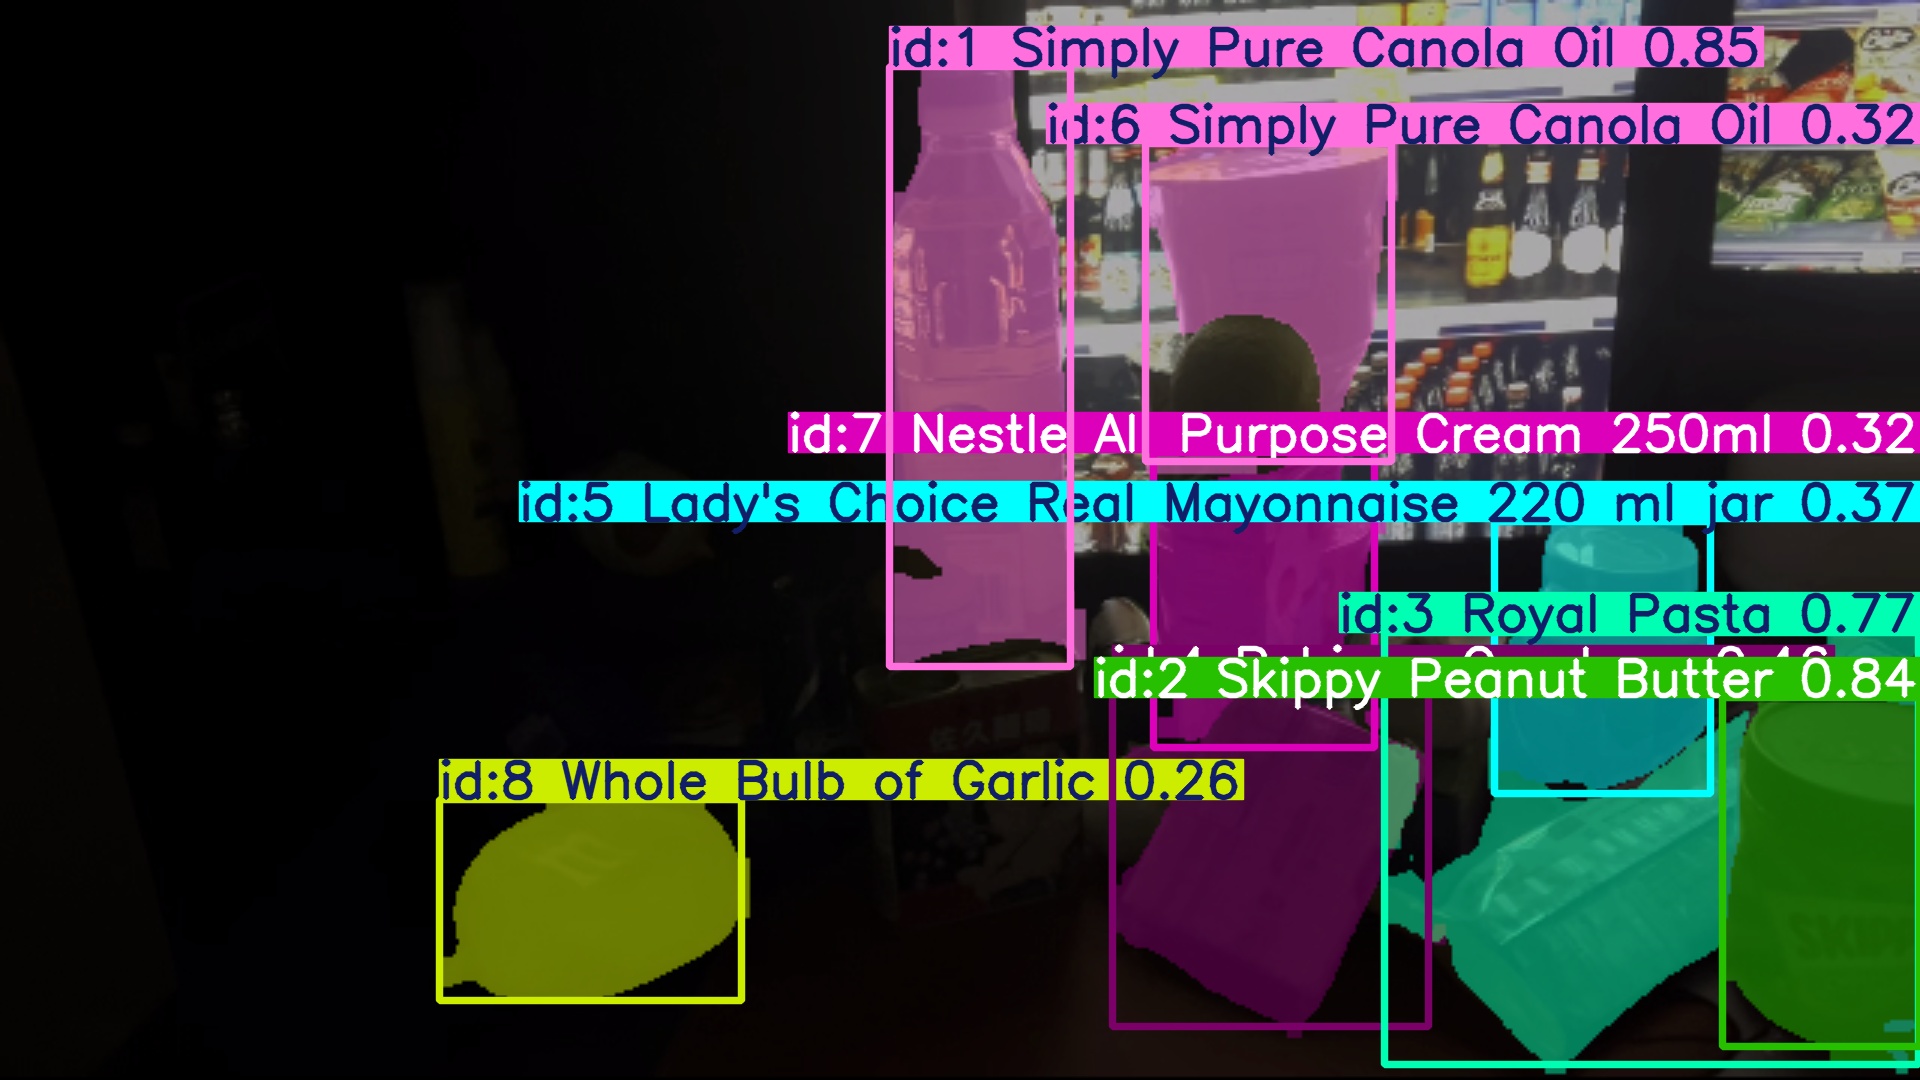 id:1 Simply Pure Canola Oil 0.85
id:6 Simply Pure Canola Oil 0.32
id:7 Nestle Al Purpose Cream 250ml 0.32
id:5 Lady's Choice Real Mayonnaise 220 ml jar 0.37
id:3 Royal Pasta 0.77
id:2 Skippy Peanut Butter 0.84
id:8 Whole Bulb of Garlic 0.26
m